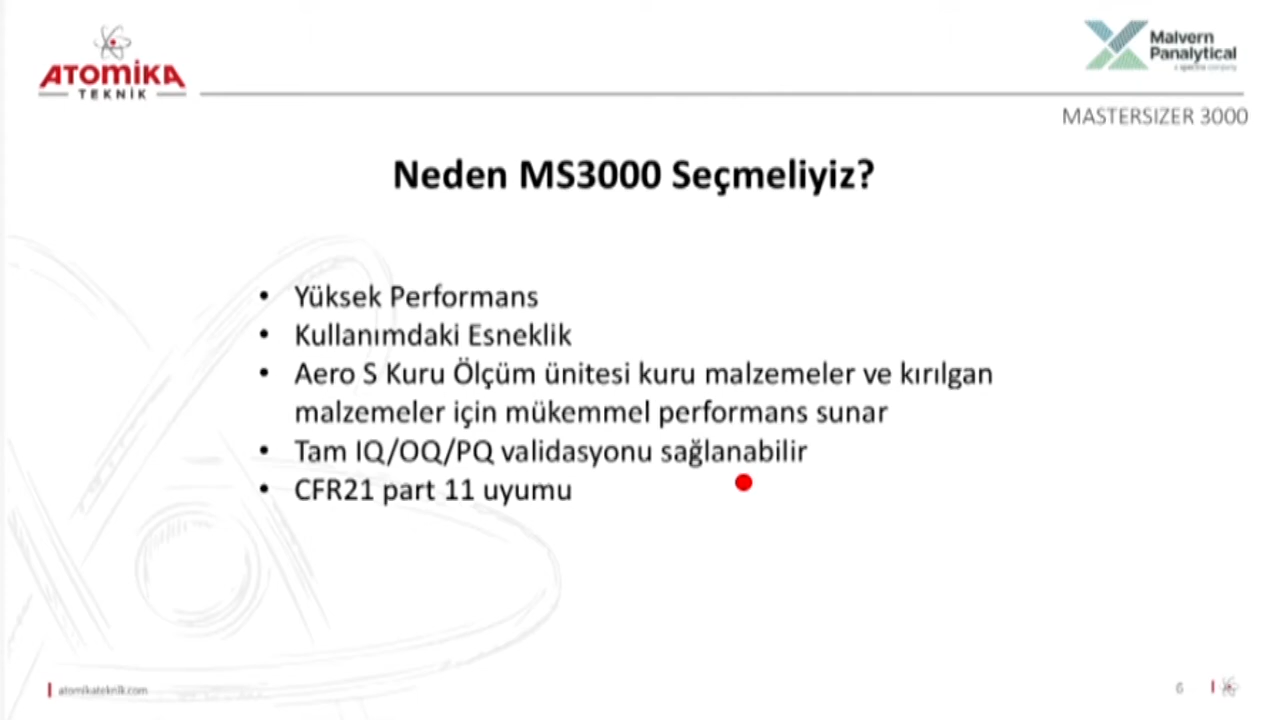 ATOMİKA
TEKNİK
Malvern
Panalytical
a spectris company
MASTERSIZER 3000
Neden MS3000 Seçmeliyiz?
• Yüksek Performans
• Kullanımdaki Esneklik
• Aero S Kuru Ölçüm ünitesi kuru malzemeler ve kırılgan
malzemeler için mükemmel performans sunar
• Tam IQ/OQ/PQ validasyonu sağlanabilir
• CFR21 part 11 uyumu
atomikateknik.com
6